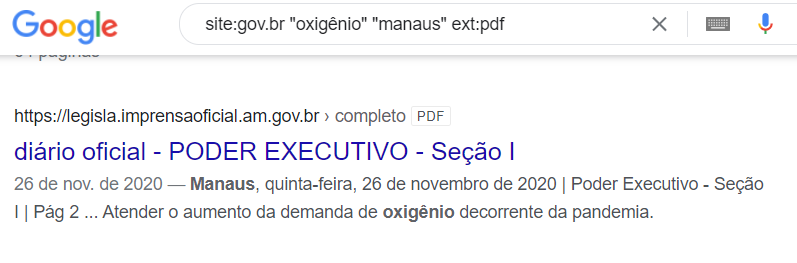 Google
site:gov.br "oxigênio" "manaus" ext:pdf
https://legisla.imprensaoficial.am.gov.br › completo PDF
diário oficial - PODER EXECUTIVO - Seção I
26 de nov. de 2020 — Manaus, quinta-feira, 26 de novembro de 2020 | Poder Executivo - Seção
I | Pág 2 ... Atender o aumento da demanda de oxigênio decorrente da pandemia.